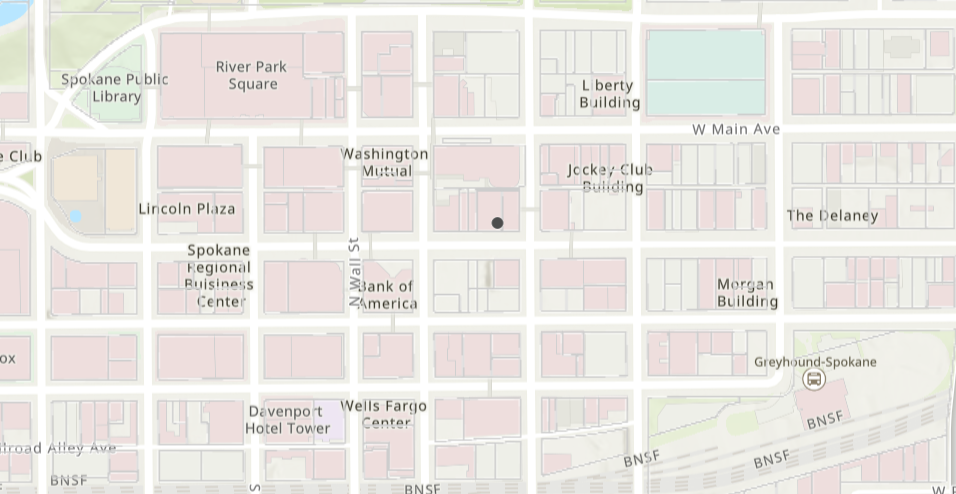 River Park
Square
Spokane Public
Library
Liberty
Building
W Main Ave
e Club
Washington
Mutual
Jockey Club
Building
Lincoln Plaza
The Delaney
N Wall St
Spokane
Regional
Buisiness
Center
Bank of
America
Morgan
Building
ox
Greyhound-Spokane
Davenport
Hotel Tower
Wells Fargo
Center
BNSF
ilroad Alley Ave
BNSF
BNSF
BNSF
S
BNSF